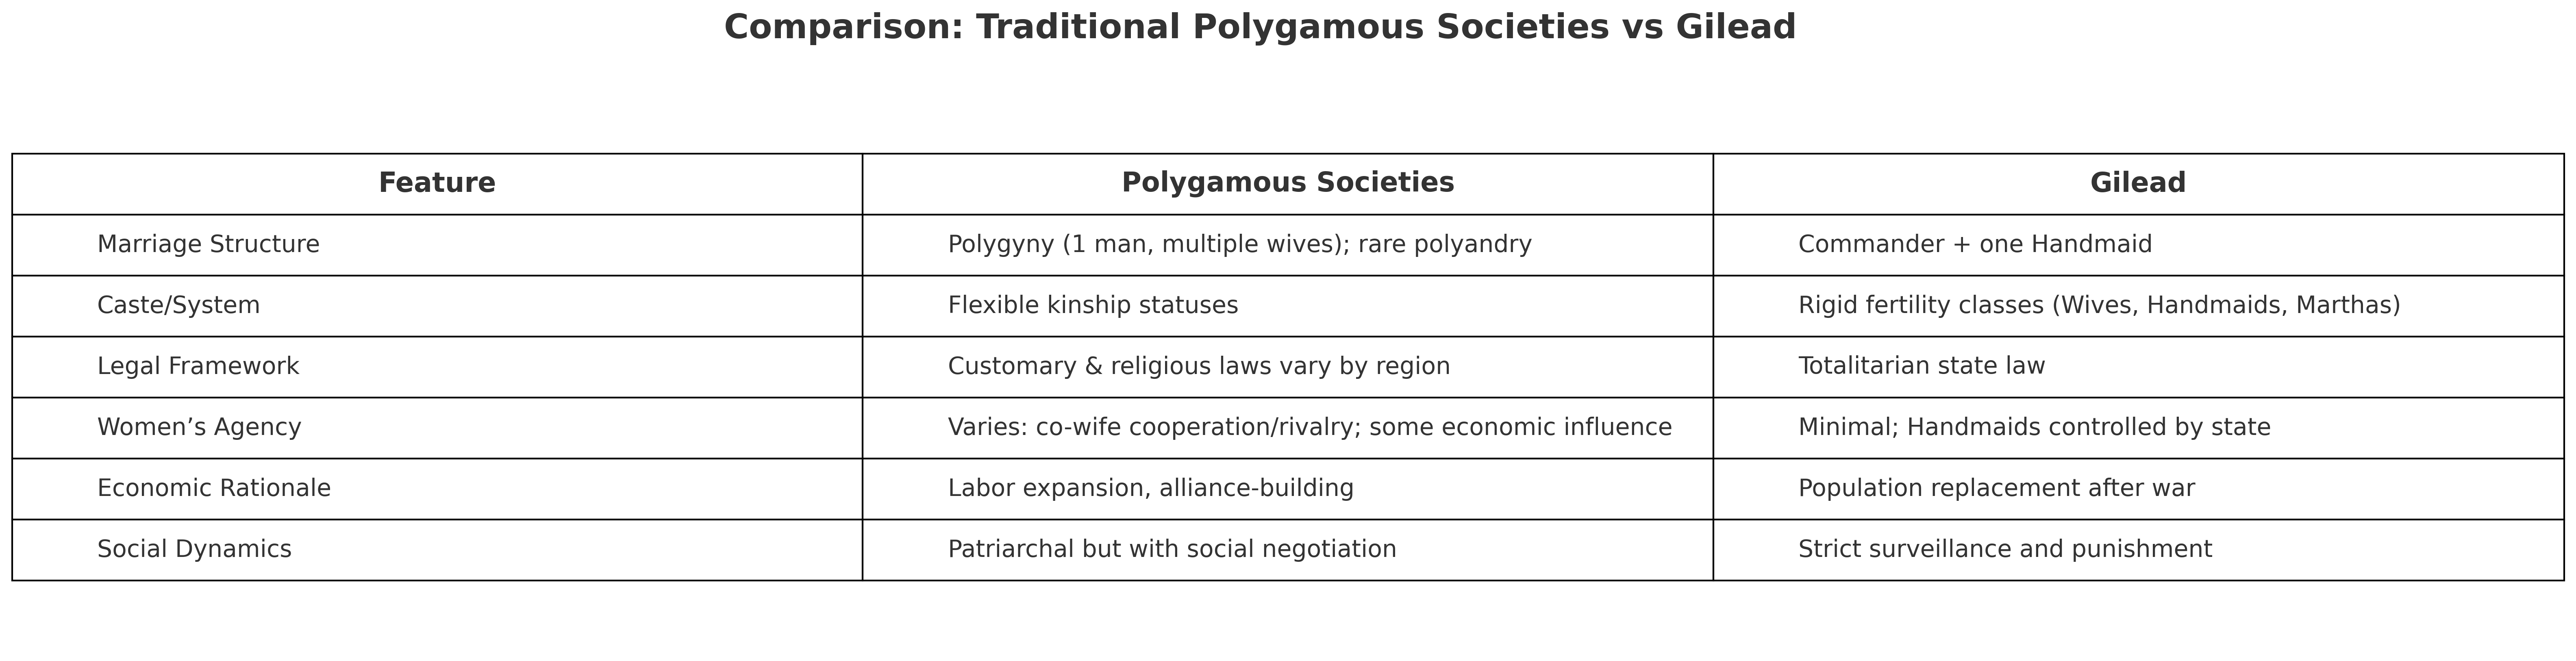 Comparison: Traditional Polygamous Societies vs Gilead
Feature Polygamous Societies Gilead
Marriage Structure Polygyny (1 man, multiple wives); rare polyandry Commander + one Handmaid
Caste/System Flexible kinship statuses Rigid fertility classes (Wives, Handmaids, Marthas)
Legal Framework Customary & religious laws vary by region Totalitarian state law
Women’s Agency Varies: co-wife cooperation/rivalry; some economic influence Minimal; Handmaids controlled by state
Economic Rationale Labor expansion, alliance-building Population replacement after war
Social Dynamics Patriarchal but with social negotiation Strict surveillance and punishment